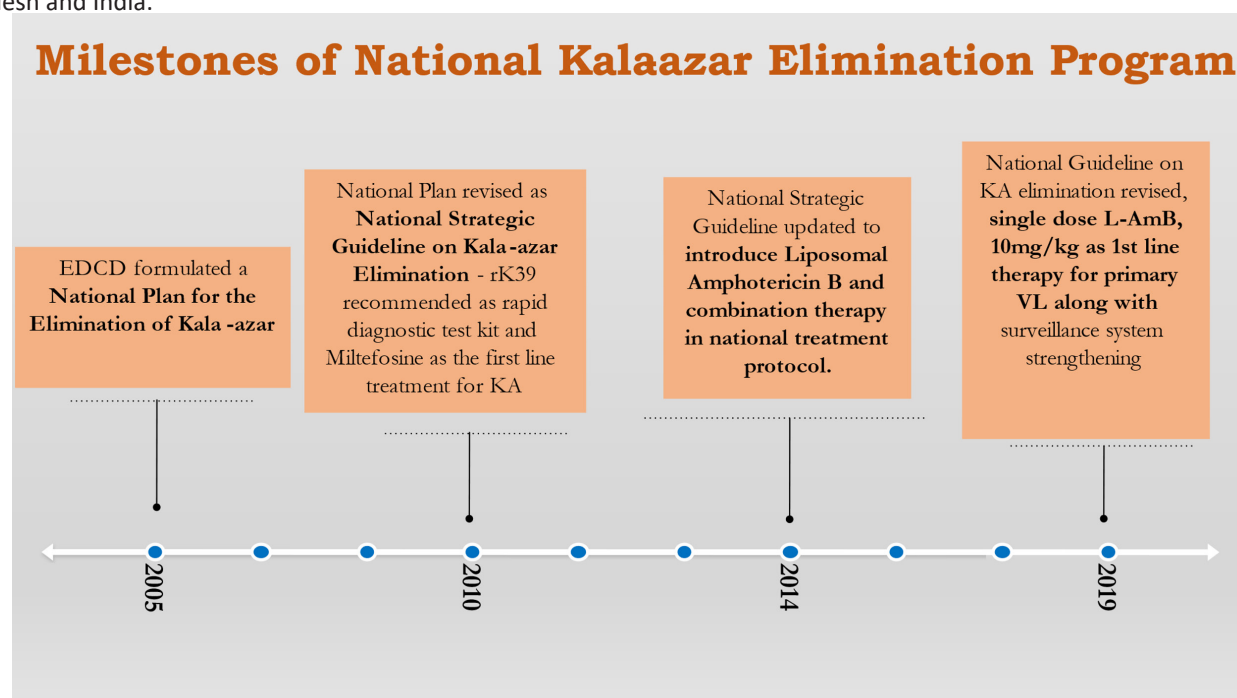 desh and India.
Milestones of National Kalaazar Elimination Program
EDCD formulated a
National Plan for the
Elimination of Kala -azar
National Plan revised as
National Strategic
Guideline on Kala -azar
Elimination - rK39
recommended as rapid
diagnostic test kit and
Miltefosine as the first line
treatment for KA
National Strategic
Guideline updated to
introduce Liposomal
Amphotericin B and
combination therapy
in national treatment
protocol.
National Guideline on
KA elimination revised,
single dose L-AmB,
10mg/kg as 1st line
therapy for primary
VL along with
surveillance system
strengthening
2005
2010
2014
2019